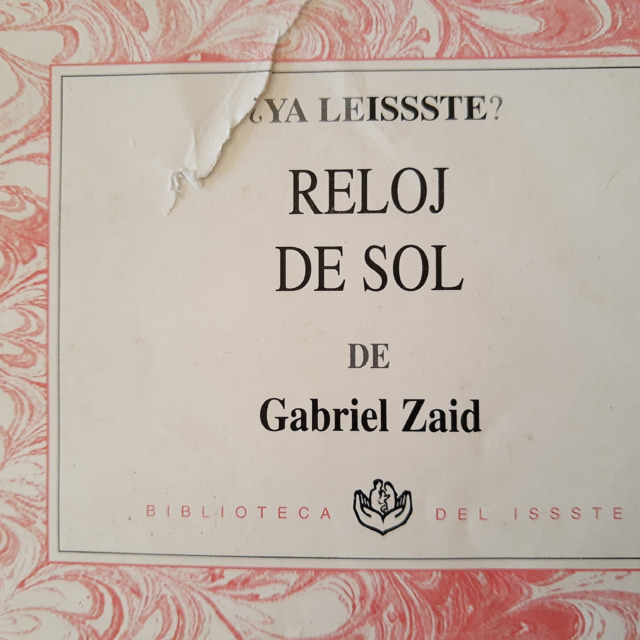 ¿YA LEISSSTE?
RELOJ
DE SOL
DE
Gabriel Zaid
BIBLIOTECA DEL ISSSTE